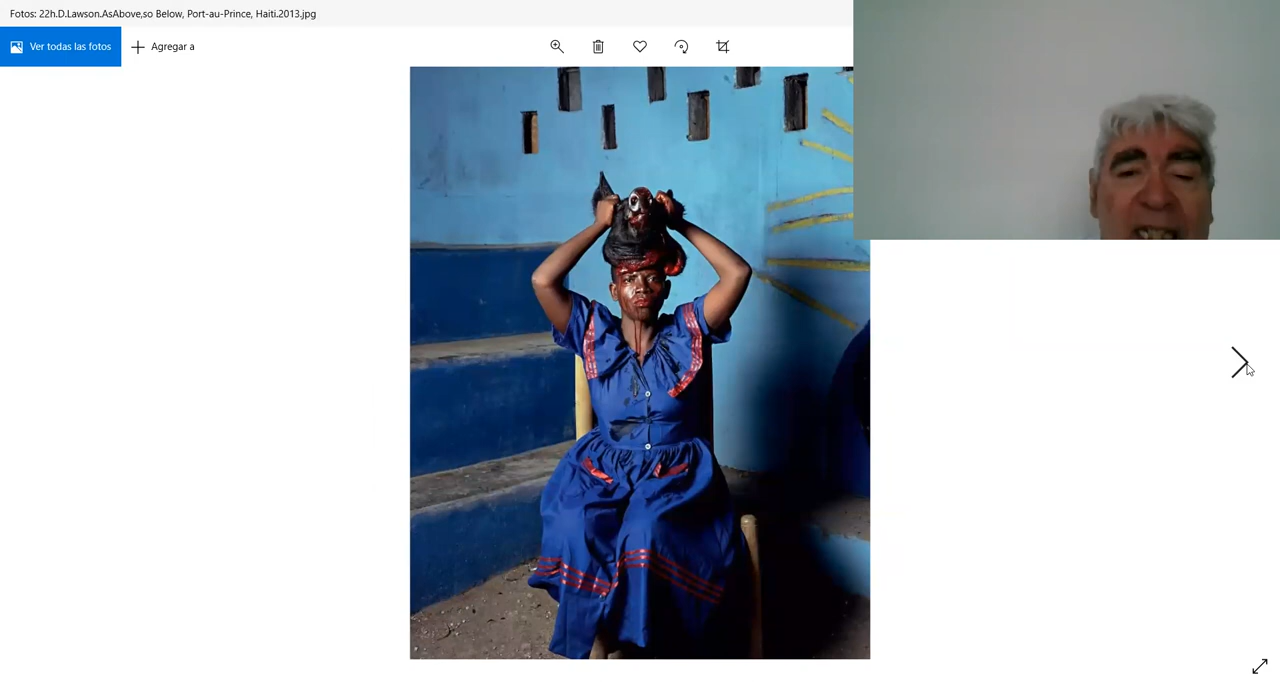 Fotos: 22h.D.Lawson.AsAbove,so Below, Port-au-Prince, Haiti.2013.jpg
Ver todas las fotos
Agregar a